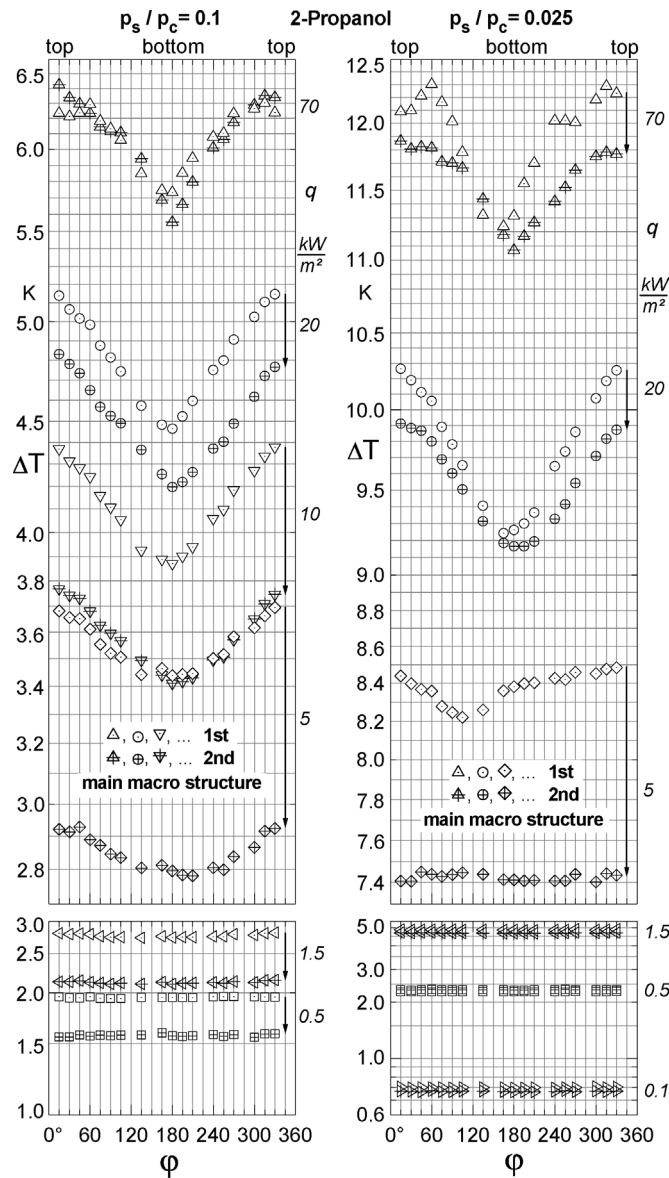 p_s / p_c = 0.1 2-Propanol p_s / p_c = 0.025
top bottom top
6.5
70
6.0
q
5.5
kW
m²
K
5.0
20
4.5
ΔT
10
4.0
3.8
3.6
3.4
5
3.2
, , , ... 1st
, , , ... 2nd
main macro structure
3.0
2.8
3.0
1.5
2.5
2.0
0.5
1.5
1.0
0° 60 120 180 240 300 360
φ
top bottom top
12.5
12.0
70
11.5
q
11.0
kW
m²
K
10.5
20
10.0
ΔT
9.5
9.0
8.8
8.6
8.4
8.2
8.0
, , , ... 1st
7.8
, , , ... 2nd
main macro structure
5
7.6
7.4
5.0
1.5
3.0
0.5
2.0
1.0
0.1
0.6
0° 60 120 180 240 300 360
φ